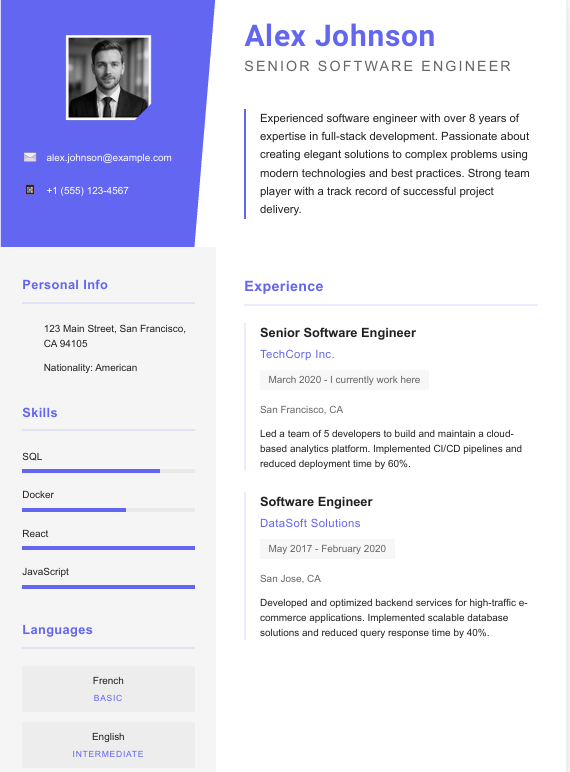 Alex Johnson
SENIOR SOFTWARE ENGINEER
alex.johnson@example.com
+1 (555) 123-4567
Experienced software engineer with over 8 years of
expertise in full-stack development. Passionate about
creating elegant solutions to complex problems using
modern technologies and best practices. Strong team
player with a track record of successful project
delivery.
Personal Info
123 Main Street, San Francisco,
CA 94105
Nationality: American
Skills
SQL
Docker
React
JavaScript
Languages
French
BASIC
English
INTERMEDIATE
Experience
Senior Software Engineer
TechCorp Inc.
March 2020 - I currently work here
San Francisco, CA
Led a team of 5 developers to build and maintain a cloud-
based analytics platform. Implemented CI/CD pipelines and
reduced deployment time by 60%.
Software Engineer
DataSoft Solutions
May 2017 - February 2020
San Jose, CA
Developed and optimized backend services for high-traffic e-
commerce applications. Implemented scalable database
solutions and reduced query response time by 40%.